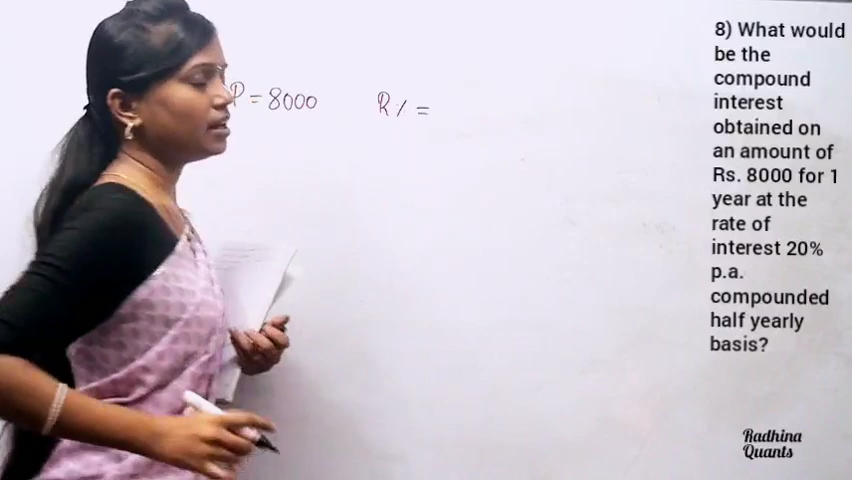 P = 8000 R% =
8) What would
be the
compound
interest
obtained on
an amount of
Rs. 8000 for 1
year at the
rate of
interest 20%
p.a.
compounded
half yearly
basis?
Radhina
Quants